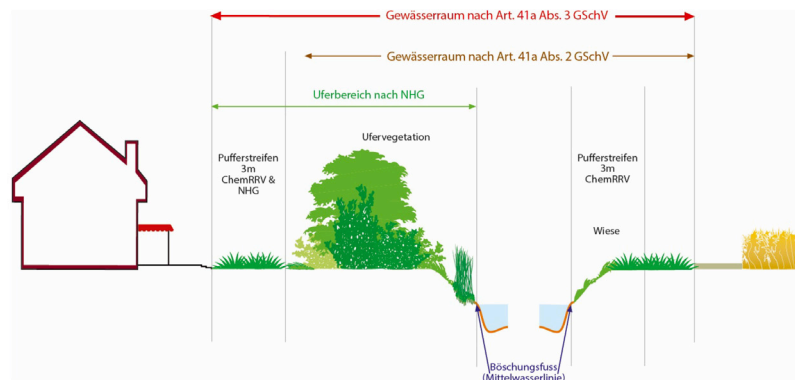 Gewässerraum nach Art. 41a Abs. 3 GSchV
Gewässerraum nach Art. 41a Abs. 2 GSchV
Uferbereich nach NHG
Ufervegetation
Pufferstreifen
3m
ChemRRV &
NHG
Pufferstreifen
3m
ChemRRV
Wiese
Böschungsfuss
(Mittelwasserlinie)